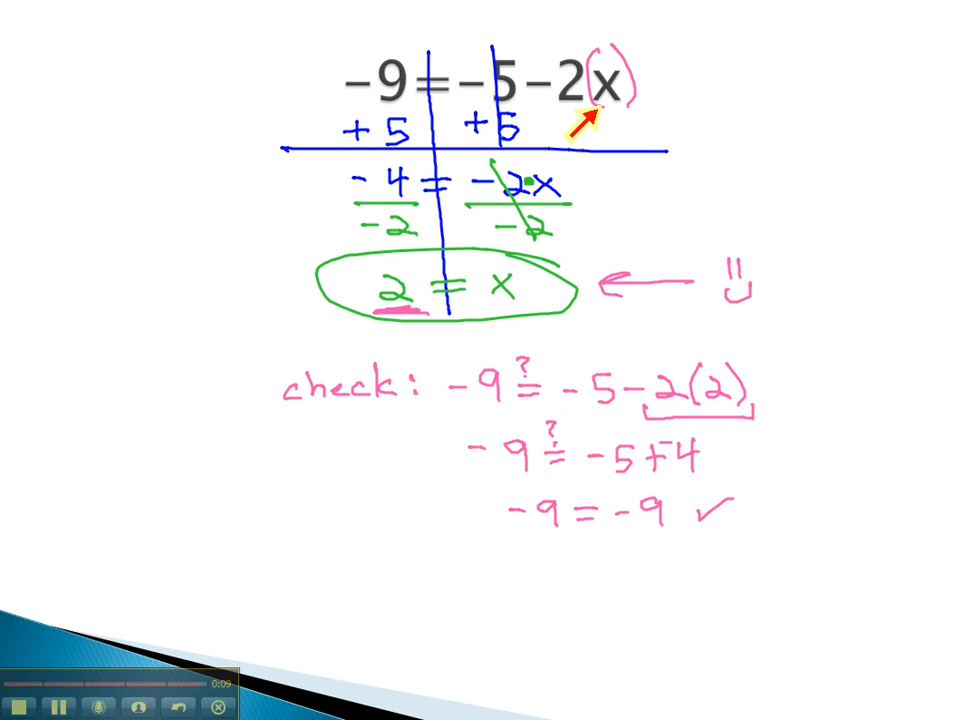 -9 = -5 - 2(x)
+5 +5
-4 = -2·x
-2 -2
2 = x
check: -9 ?= -5 - 2(2)
-9 ?= -5 + -4
-9 = -9 ✓
0:09